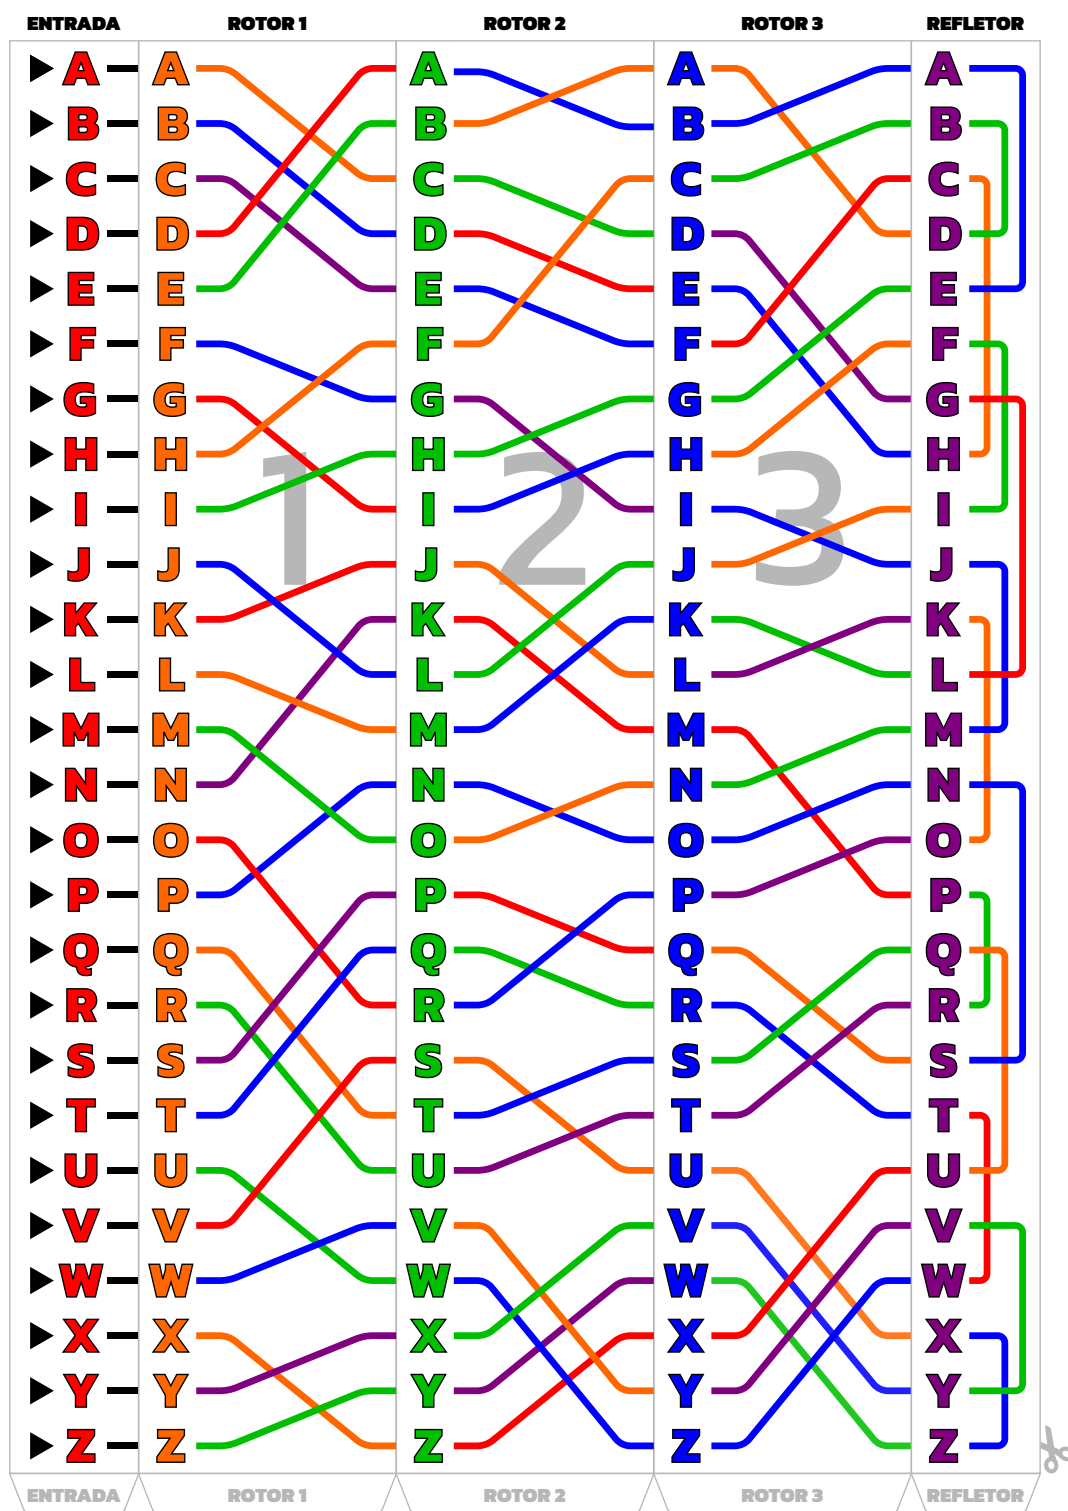 ENTRADA ROTOR 1 ROTOR 2 ROTOR 3 REFLETOR
A A A A A
B B B B B
C C C C C
D D D D D
E E E E E
F F F F F
G G G G G
H H H H H
1 2 3
I I I I I
J J J J J
K K K K K
L L L L L
M M M M M
N N N N N
O O O O O
P P P P P
Q Q Q Q Q
R R R R R
S S S S S
T T T T T
U U U U U
V V V V V
W W W W W
X X X X X
Y Y Y Y Y
Z Z Z Z Z
ENTRADA ROTOR 1 ROTOR 2 ROTOR 3 REFLETOR